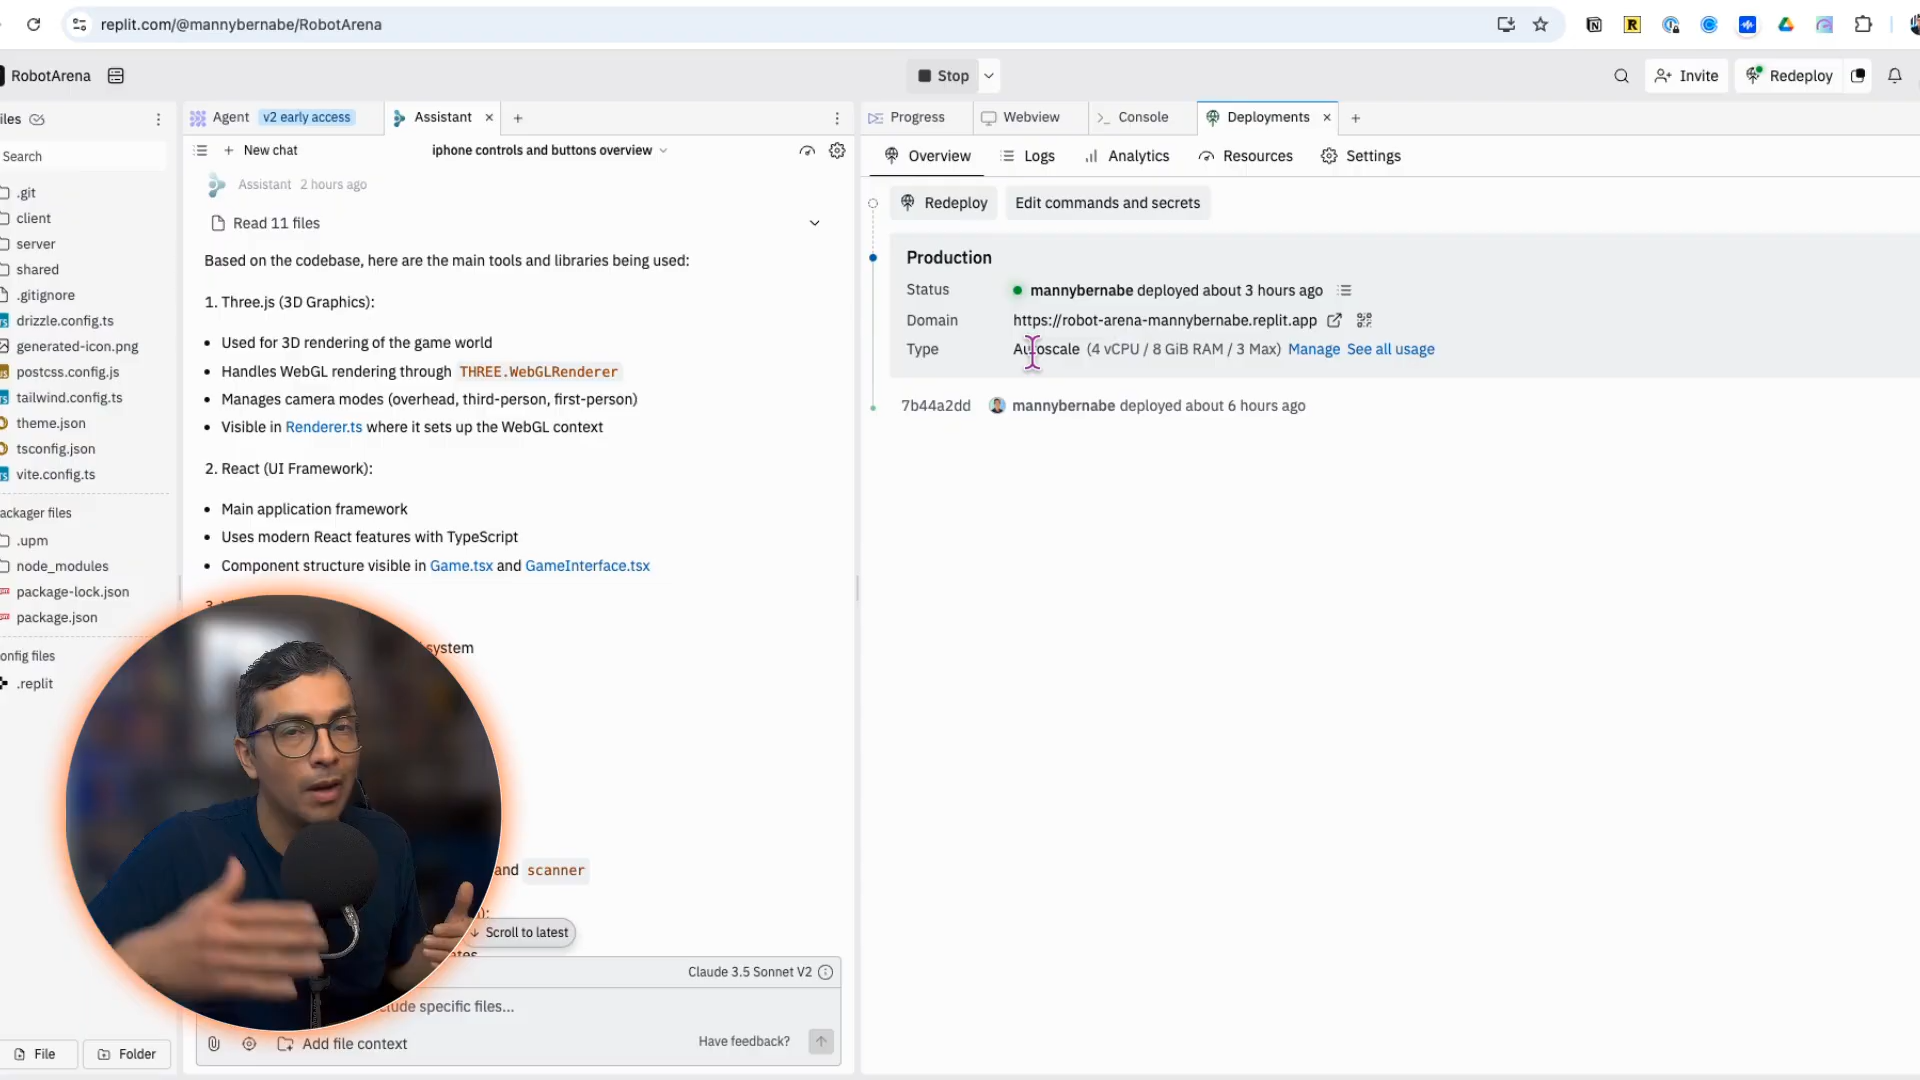 replit.com/@mannybernabe/RobotArena
RobotArena
Stop
Invite
Redeploy
iles
Search
.git
client
server
shared
.gitignore
drizzle.config.ts
generated-icon.png
postcss.config.js
tailwind.config.ts
theme.json
tsconfig.json
vite.config.ts
ackager files
.upm
node_modules
package-lock.json
package.json
onfig files
.replit
File
Folder
Agent v2 early access
Assistant
New chat
iphone controls and buttons overview
Assistant 2 hours ago
Read 11 files
Based on the codebase, here are the main tools and libraries being used:
1. Three.js (3D Graphics):
• Used for 3D rendering of the game world
• Handles WebGL rendering through THREE.WebGLRenderer
• Manages camera modes (overhead, third-person, first-person)
• Visible in Renderer.ts where it sets up the WebGL context
2. React (UI Framework):
• Main application framework
• Uses modern React features with TypeScript
• Component structure visible in Game.tsx and GameInterface.tsx
system
and scanner
Scroll to latest
Claude 3.5 Sonnet V2
clude specific files...
Add file context
Have feedback?
Progress
Webview
Console
Deployments
Overview
Logs
Analytics
Resources
Settings
Redeploy
Edit commands and secrets
Production
Status mannybernabe deployed about 3 hours ago
Domain https://robot-arena-mannybernabe.replit.app
Type Autoscale (4 vCPU / 8 GiB RAM / 3 Max) Manage See all usage
7b44a2dd mannybernabe deployed about 6 hours ago